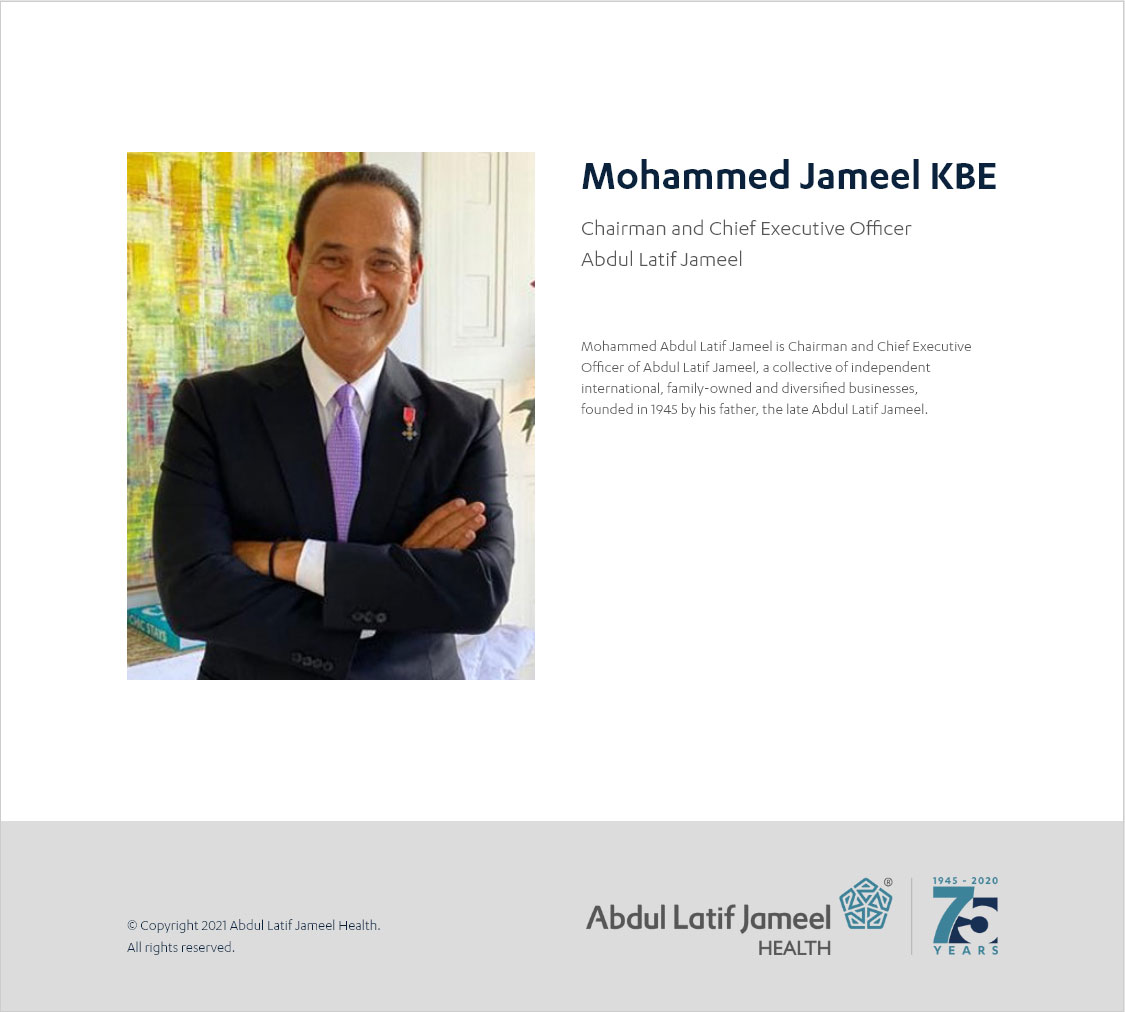 Mohammed Jameel KBE
Chairman and Chief Executive Officer
Abdul Latif Jameel
Mohammed Abdul Latif Jameel is Chairman and Chief Executive
Officer of Abdul Latif Jameel, a collective of independent
international, family-owned and diversified businesses,
founded in 1945 by his father, the late Abdul Latif Jameel.
CHIC STAYS
© Copyright 2021 Abdul Latif Jameel Health.
All rights reserved.
Abdul Latif Jameel ®
HEALTH
1945 - 2020
75
YEARS